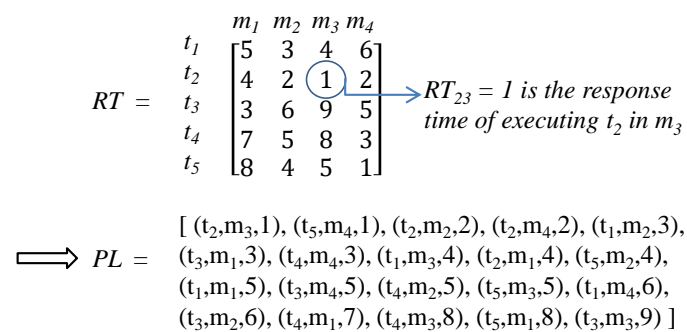 m₁ m₂ m₃ m₄
t₁ 5 3 4 6
t₂ 4 2 1 2
RT = t₃ 3 6 9 5
t₄ 7 5 8 3
t₅ 8 4 5 1
RT₂₃ = 1 is the response
time of executing t₂ in m₃
PL =
[ (t₂,m₃,1), (t₅,m₄,1), (t₂,m₂,2), (t₂,m₄,2), (t₁,m₂,3),
(t₃,m₁,3), (t₄,m₄,3), (t₁,m₃,4), (t₂,m₁,4), (t₅,m₂,4),
(t₁,m₁,5), (t₃,m₄,5), (t₄,m₂,5), (t₅,m₃,5), (t₁,m₄,6),
(t₃,m₂,6), (t₄,m₁,7), (t₄,m₃,8), (t₅,m₁,8), (t₃,m₃,9) ]